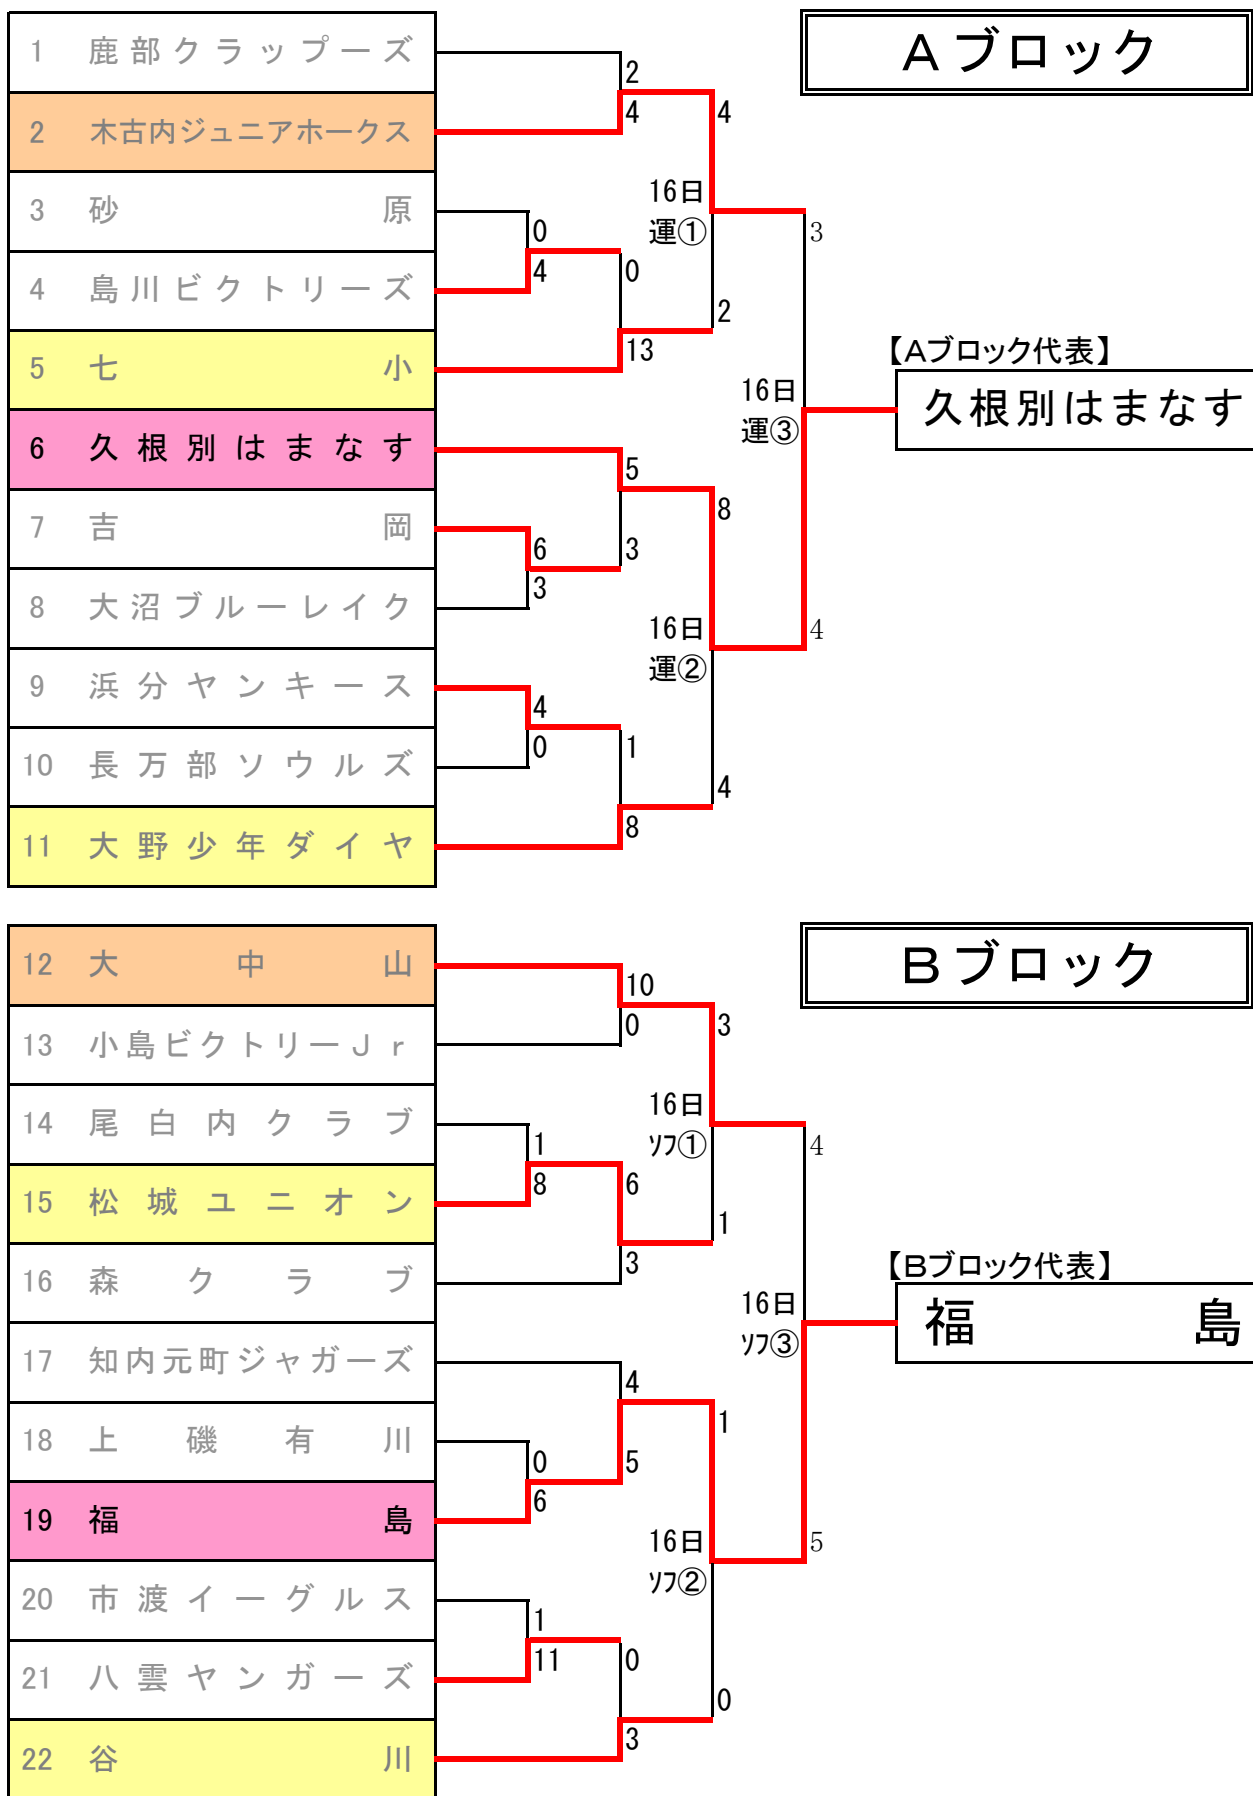 Ａブロック
1 鹿部クラップーズ
2 木古内ジュニアホークス
3 砂原
4 島川ビクトリーズ
5 七小
6 久根別はまなす
7 吉岡
8 大沼ブルーレイク
9 浜分ヤンキース
10 長万部ソウルズ
11 大野少年ダイヤ
2
4
4
16日
運①
3
0
4
0
2
13
【Aブロック代表】
久根別はまなす
16日
運③
5
8
6
3
3
16日
運②
4
4
0
1
4
8
Ｂブロック
12 大中山
13 小島ビクトリーＪｒ
14 尾白内クラブ
15 松城ユニオン
16 森クラブ
17 知内元町ジャガーズ
18 上磯有川
19 福島
20 市渡イーグルス
21 八雲ヤンガーズ
22 谷川
10
0
3
16日
ソフ①
4
1
8
6
1
3
【Bブロック代表】
福島
16日
ソフ③
4
1
0
5
6
16日
ソフ②
5
1
11
0
0
3